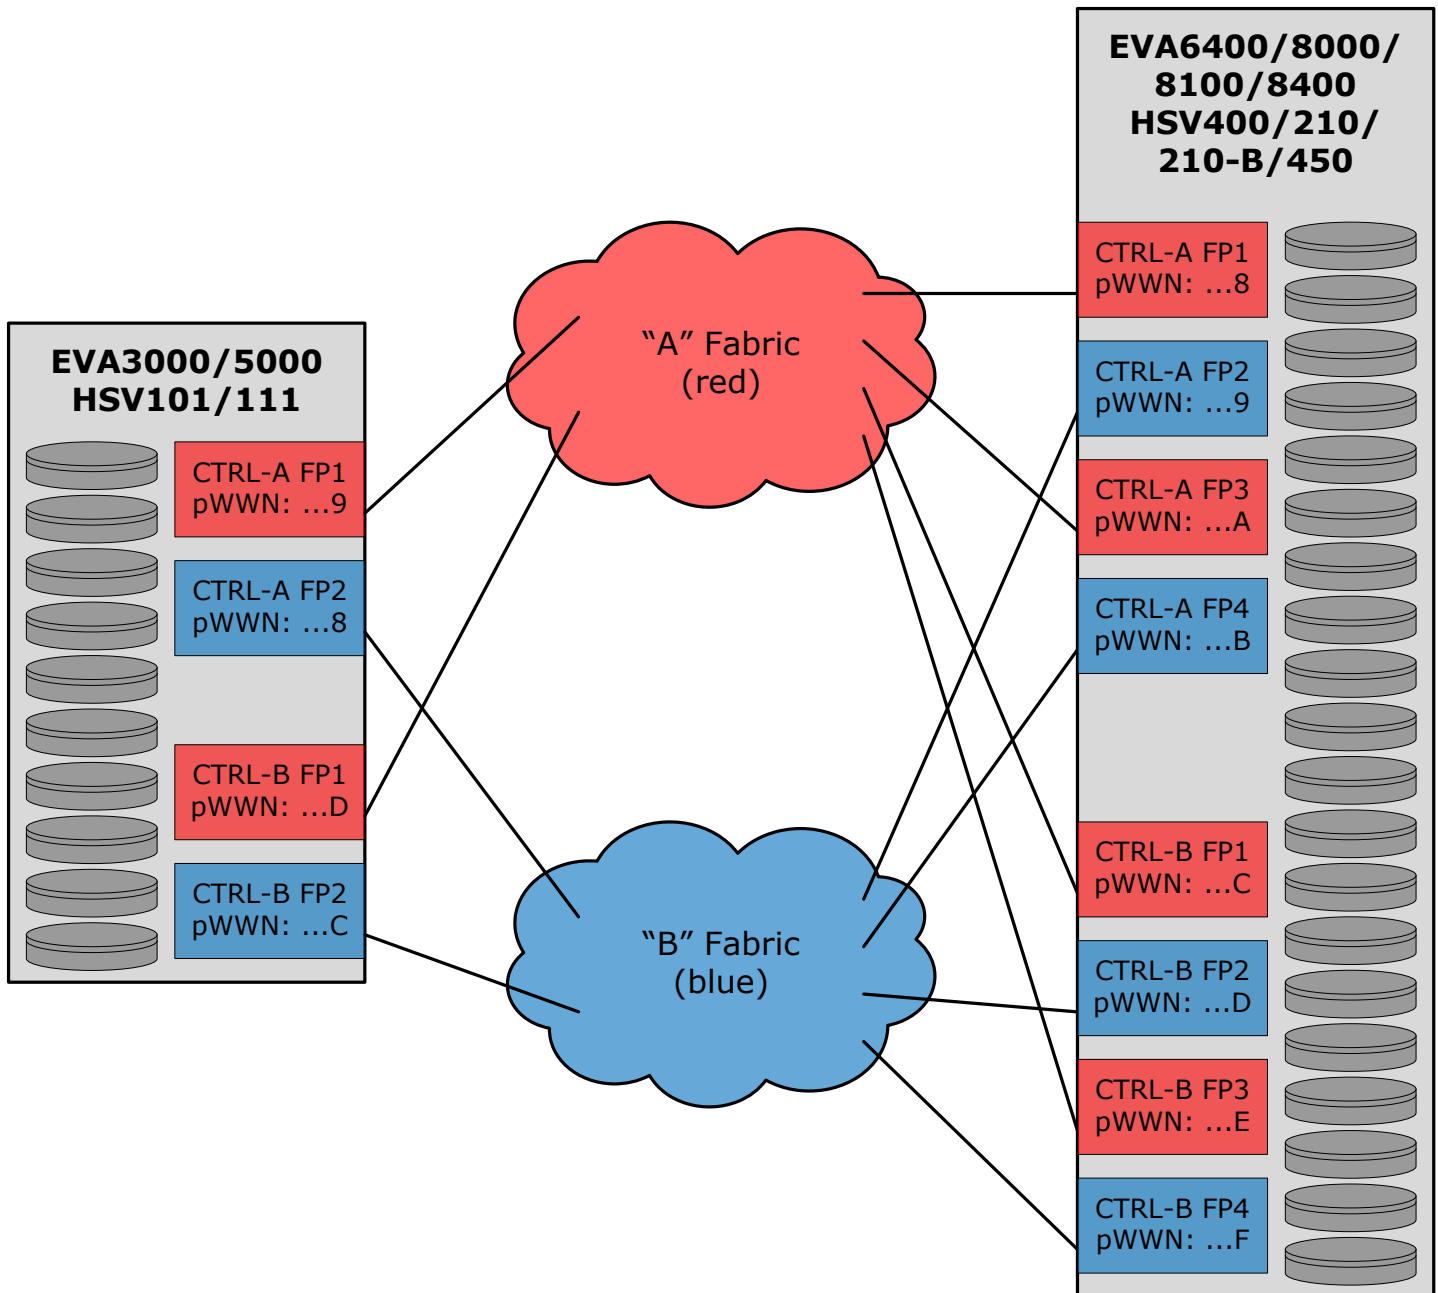 EVA3000/5000
HSV101/111
CTRL-A FP1
pWWN: ...9
CTRL-A FP2
pWWN: ...8
CTRL-B FP1
pWWN: ...D
CTRL-B FP2
pWWN: ...C
“A” Fabric
(red)
“B” Fabric
(blue)
EVA6400/8000/
8100/8400
HSV400/210/
210-B/450
CTRL-A FP1
pWWN: ...8
CTRL-A FP2
pWWN: ...9
CTRL-A FP3
pWWN: ...A
CTRL-A FP4
pWWN: ...B
CTRL-B FP1
pWWN: ...C
CTRL-B FP2
pWWN: ...D
CTRL-B FP3
pWWN: ...E
CTRL-B FP4
pWWN: ...F